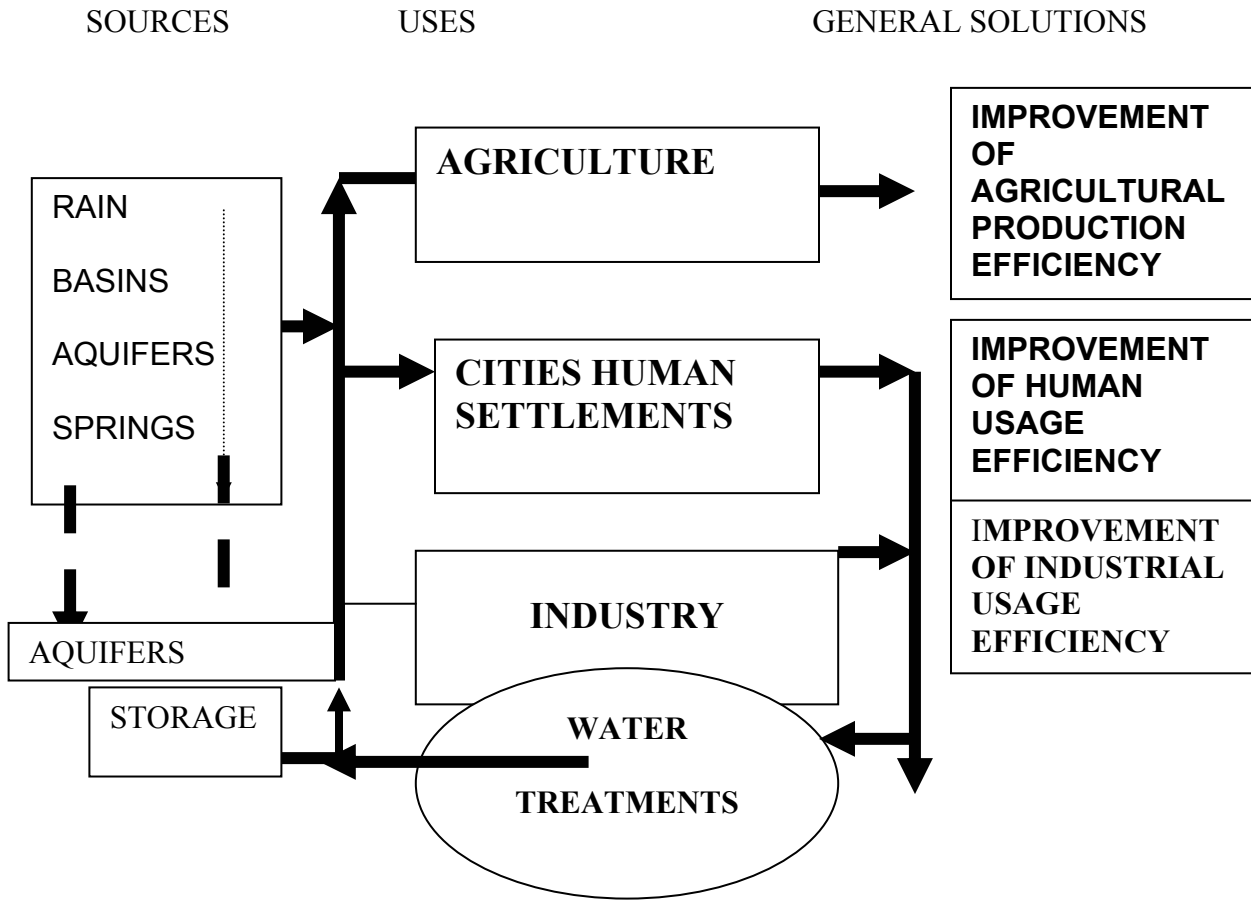 SOURCES USES GENERAL SOLUTIONS
RAIN
BASINS
AQUIFERS
SPRINGS
AQUIFERS
STORAGE
AGRICULTURE
CITIES HUMAN
SETTLEMENTS
INDUSTRY
WATER
TREATMENTS
IMPROVEMENT
OF
AGRICULTURAL
PRODUCTION
EFFICIENCY
IMPROVEMENT
OF HUMAN
USAGE
EFFICIENCY
IMPROVEMENT
OF INDUSTRIAL
USAGE
EFFICIENCY